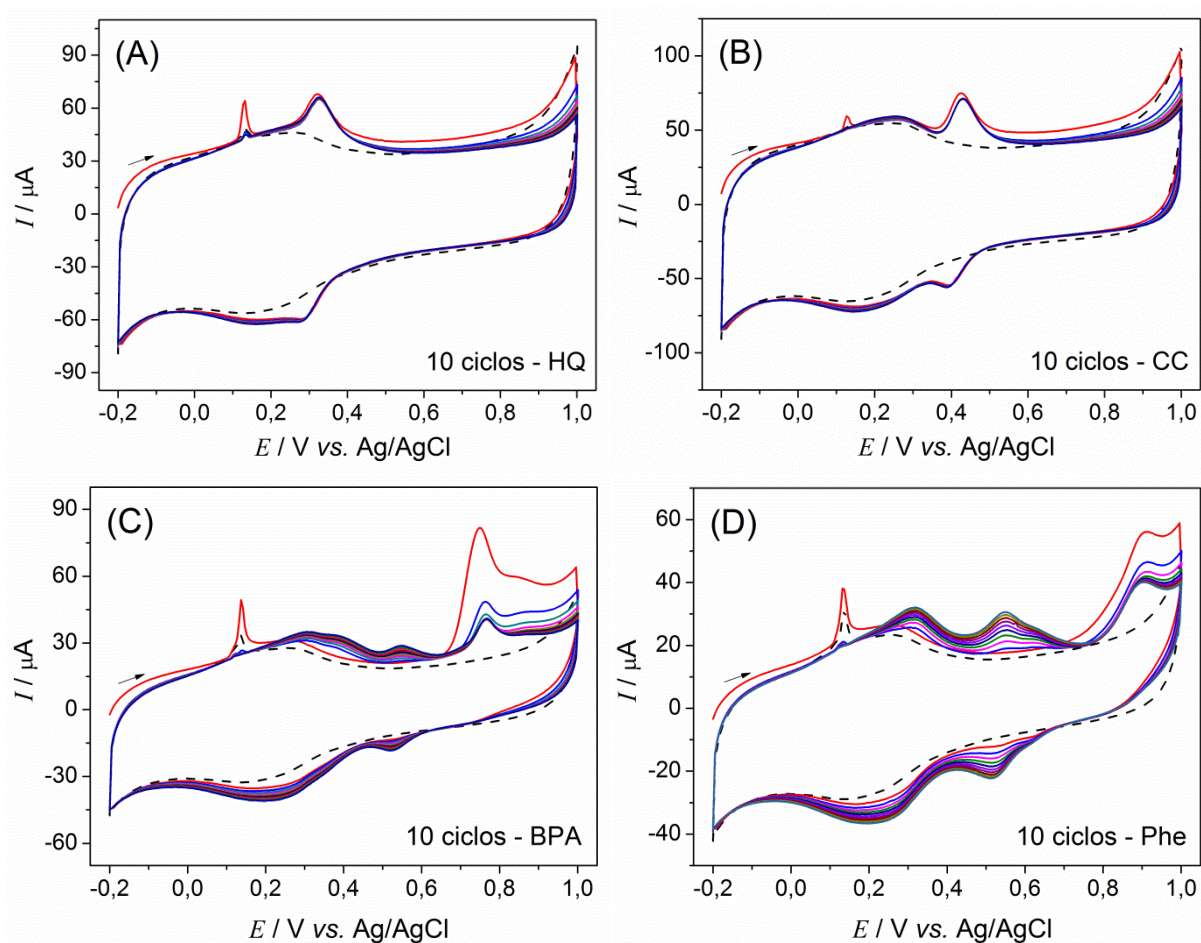 (A)
90
60
30
0
-30
-60
-90
I / µA
10 ciclos - HQ
-0,2 0,0 0,2 0,4 0,6 0,8 1,0
E / V vs. Ag/AgCl
(B)
100
50
0
-50
-100
I / µA
10 ciclos - CC
-0,2 0,0 0,2 0,4 0,6 0,8 1,0
E / V vs. Ag/AgCl
(C)
90
60
30
0
-30
-60
I / µA
10 ciclos - BPA
-0,2 0,0 0,2 0,4 0,6 0,8 1,0
E / V vs. Ag/AgCl
(D)
60
40
20
0
-20
-40
I / µA
10 ciclos - Phe
-0,2 0,0 0,2 0,4 0,6 0,8 1,0
E / V vs. Ag/AgCl